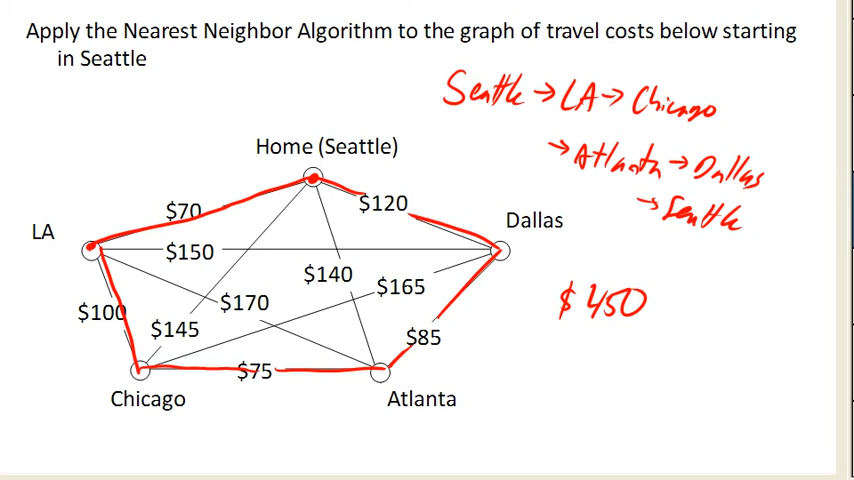 Apply the Nearest Neighbor Algorithm to the graph of travel costs below starting
in Seattle
Seattle → LA → Chicago
→ Atlanta → Dallas
→ Seattle
Home (Seattle)
$70
$120
LA
Dallas
$150
$140
$165
$170
$100
$145
$450
$85
$75
Chicago
Atlanta